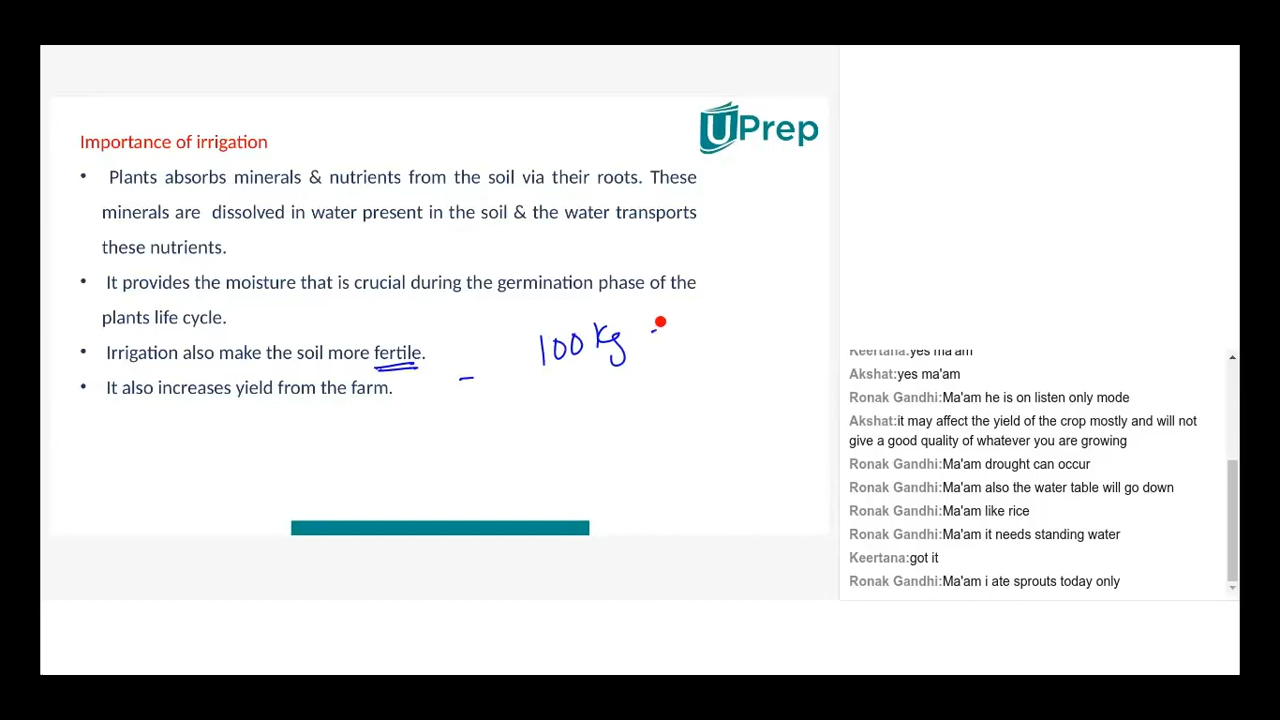 UPrep
Importance of irrigation
• Plants absorbs minerals & nutrients from the soil via their roots. These
minerals are dissolved in water present in the soil & the water transports
these nutrients.
• It provides the moisture that is crucial during the germination phase of the
plants life cycle.
• Irrigation also make the soil more fertile.
• It also increases yield from the farm.
100 kg
Keertana:yes ma'am
Akshat:yes ma'am
Ronak Gandhi:Ma'am he is on listen only mode
Akshat:it may affect the yield of the crop mostly and will not
give a good quality of whatever you are growing
Ronak Gandhi:Ma'am drought can occur
Ronak Gandhi:Ma'am also the water table will go down
Ronak Gandhi:Ma'am like rice
Ronak Gandhi:Ma'am it needs standing water
Keertana:got it
Ronak Gandhi:Ma'am i ate sprouts today only